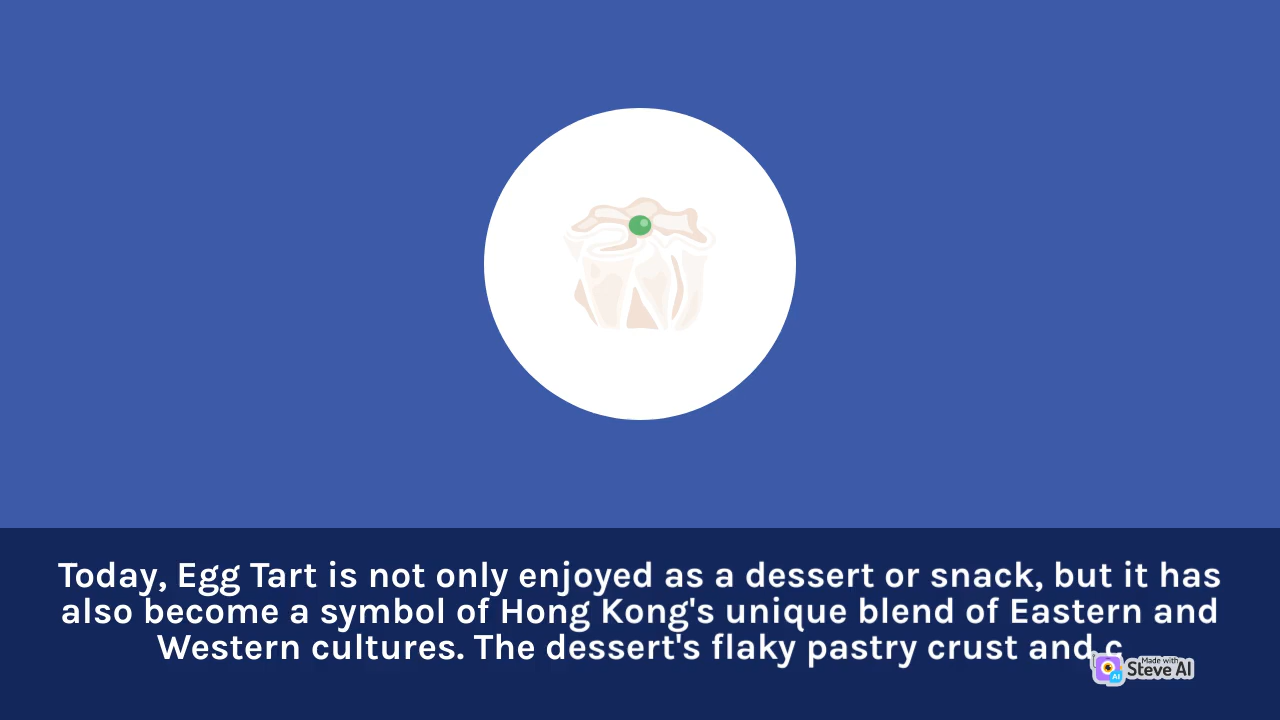 Today, Egg Tart is not only enjoyed as a dessert or snack, but it has
also become a symbol of Hong Kong's unique blend of Eastern and
Western cultures. The dessert's flaky pastry crust and c
Made with
Steve AI
AI